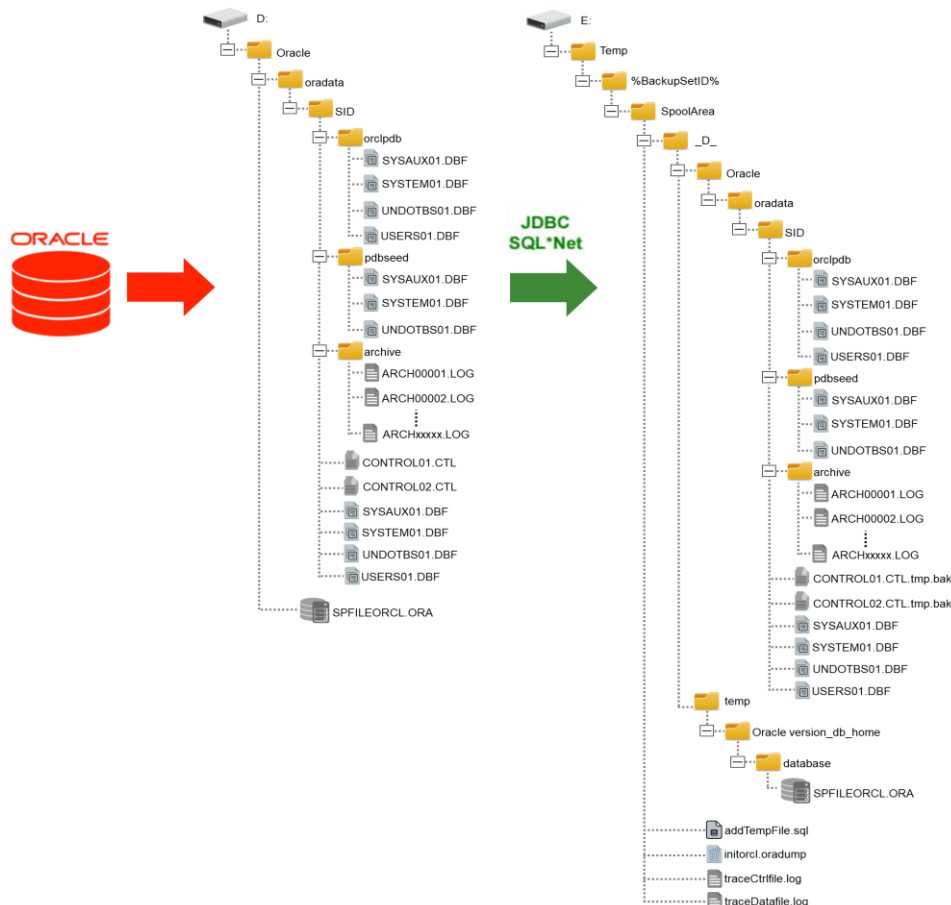 ORACLE
D:
Oracle
oradata
SID
orclpdb
SYSAUX01.DBF
SYSTEM01.DBF
UNDOTBS01.DBF
USERS01.DBF
pdbseed
SYSAUX01.DBF
SYSTEM01.DBF
UNDOTBS01.DBF
archive
ARCH00001.LOG
ARCH00002.LOG
ARCHxxxxx.LOG
CONTROL01.CTL
CONTROL02.CTL
SYSAUX01.DBF
SYSTEM01.DBF
UNDOTBS01.DBF
USERS01.DBF
SPFILEORCL.ORA
JDBC
SQL*Net
E:
Temp
%BackupSetID%
SpoolArea
_D_
Oracle
oradata
SID
orclpdb
SYSAUX01.DBF
SYSTEM01.DBF
UNDOTBS01.DBF
USERS01.DBF
pdbseed
SYSAUX01.DBF
SYSTEM01.DBF
UNDOTBS01.DBF
archive
ARCH00001.LOG
ARCH00002.LOG
ARCHxxxxx.LOG
CONTROL01.CTL.tmp.bak
CONTROL02.CTL.tmp.bak
SYSAUX01.DBF
SYSTEM01.DBF
UNDOTBS01.DBF
USERS01.DBF
temp
Oracle version_db_home
database
SPFILEORCL.ORA
addTempFile.sql
initorcl.oradump
traceCtrlfile.log
traceDatafile.log